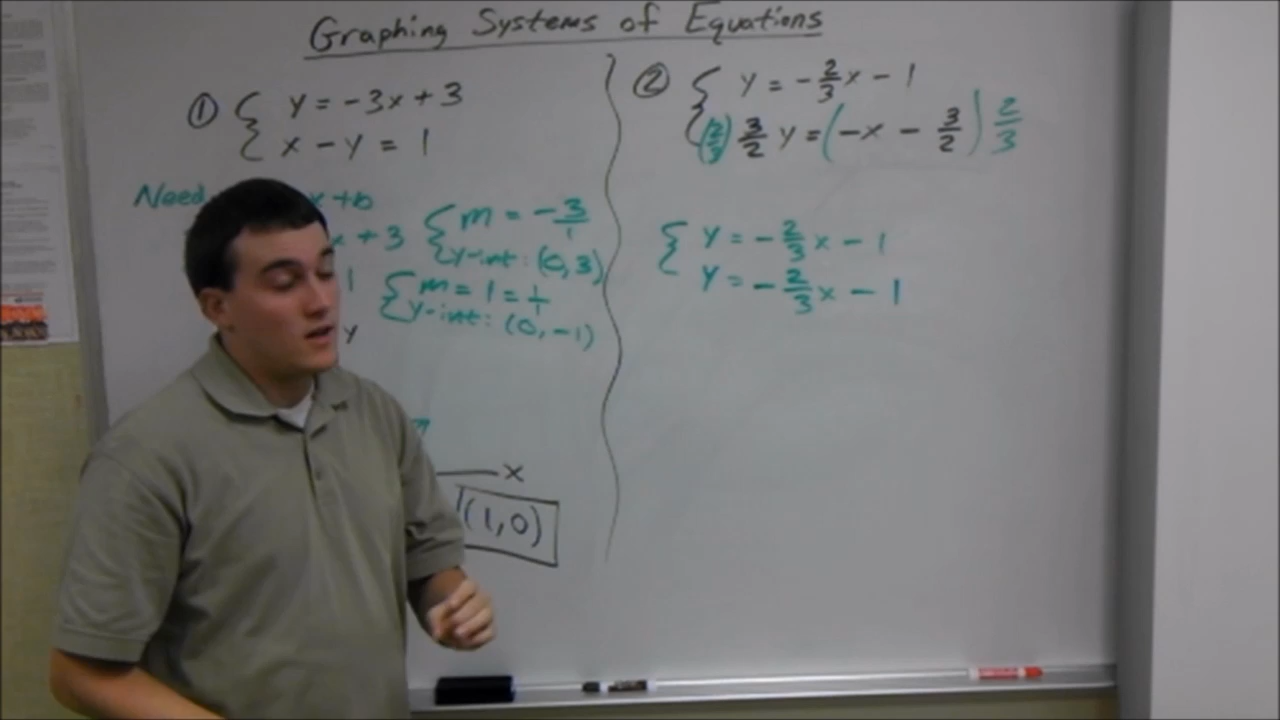 Graphing Systems of Equations
① { y = -3x + 3
x - y = 1
Need x + b
x + 3 { m = -3/1
y-int: (0, 3)
1 { m = 1 = 1/1
y-int: (0, -1)
y
x
(1, 0)
② { y = -2/3 x - 1
(2/3) 3/2 y = (-x - 3/2) 2/3
{ y = -2/3 x - 1
y = -2/3 x - 1